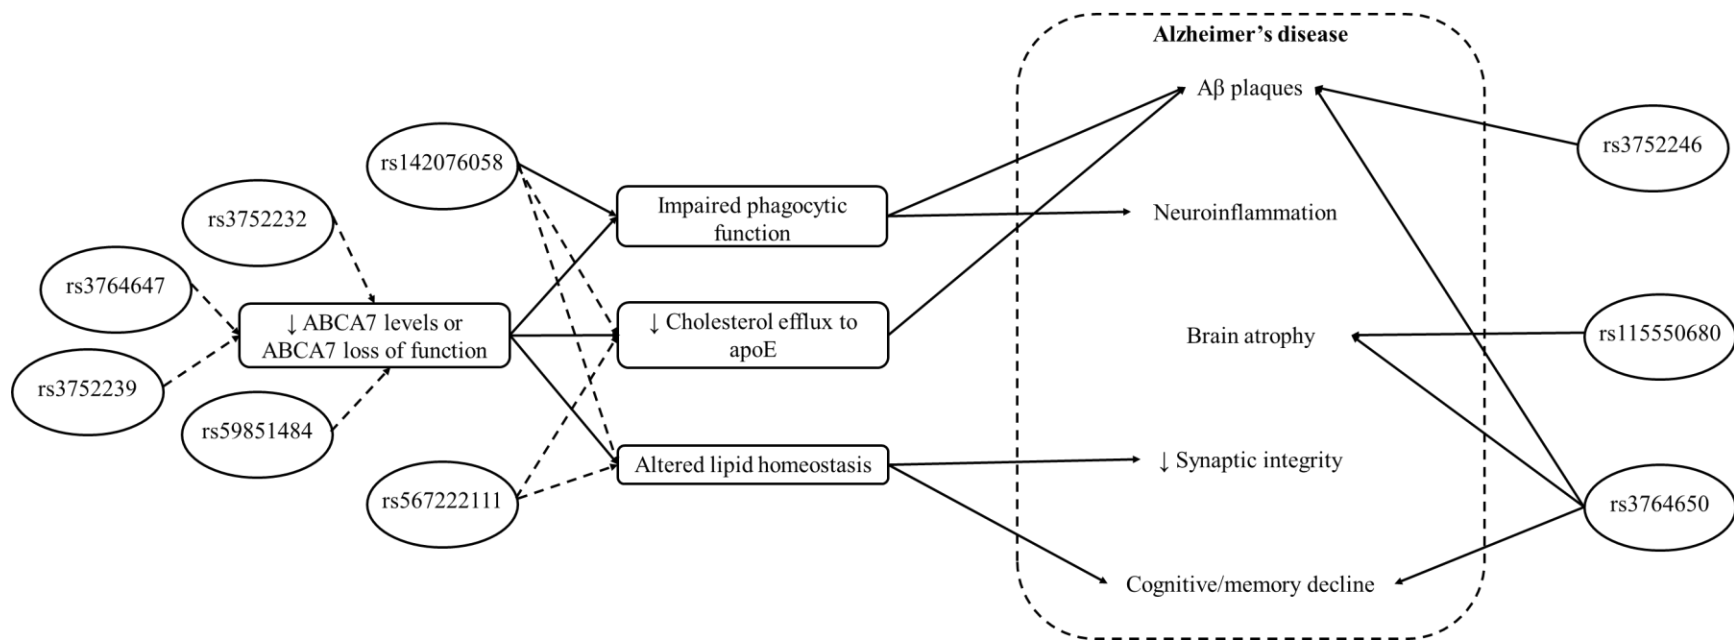 Alzheimer's disease
Aβ plaques
rs3752246
rs142076058
Impaired phagocytic
function
Neuroinflammation
rs3752232
rs3764647
↓ ABCA7 levels or
ABCA7 loss of function
↓ Cholesterol efflux to
apoE
Brain atrophy
rs115550680
rs3752239
rs59851484
Altered lipid homeostasis
↓ Synaptic integrity
rs567222111
rs3764650
Cognitive/memory decline